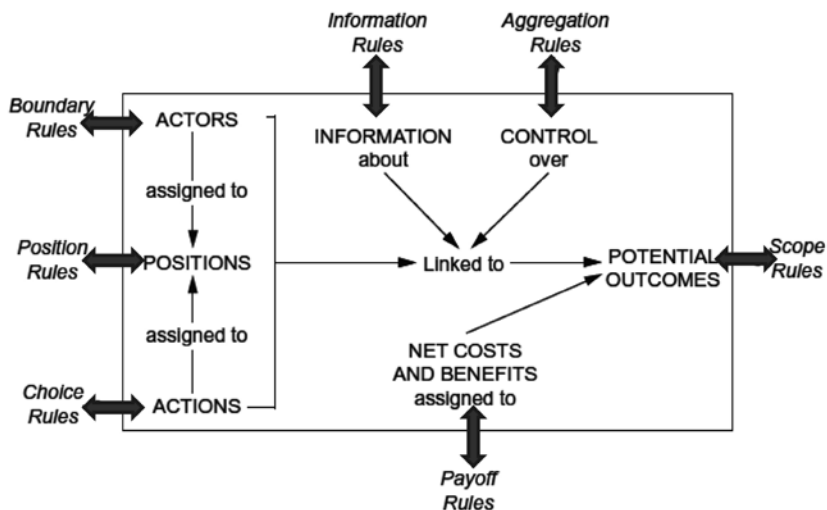 Information
Rules
Aggregation
Rules
Boundary
Rules
ACTORS
INFORMATION
about
CONTROL
over
assigned to
Position
Rules
POSITIONS
Linked to
POTENTIAL
OUTCOMES
Scope
Rules
assigned to
NET COSTS
AND BENEFITS
assigned to
Choice
Rules
ACTIONS
Payoff
Rules